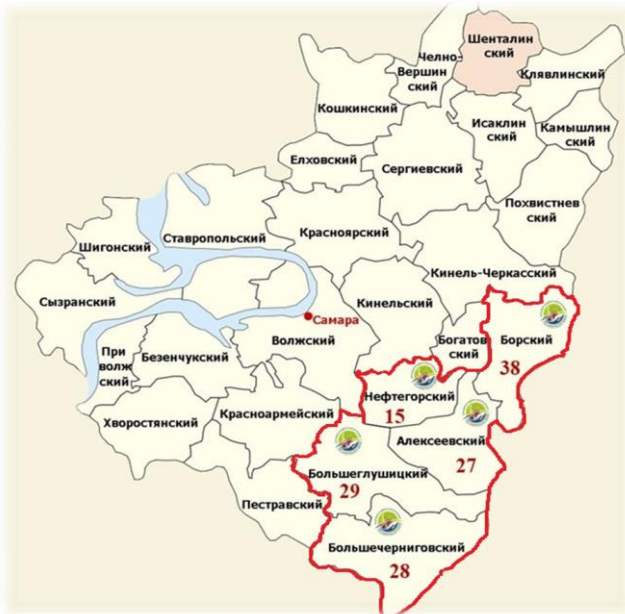 Шенталин
ский
Челно-
Вершин
ский
Клявлинский
Кошкинский
Исаклин
ский
Камышлин
ский
Елховский
Сергиевский
Похвистнев
ский
Ставропольский
Красноярский
Шигонский
Кинель-Черкасский
Сызранский
Кинельский
Самара
Волжский
Богатов
ский
Борский
38
При
волж
ский
Безенчукский
Нефтегорский
15
Хворостянский
Красноармейский
Алексеевский
27
Большеглушицкий
29
Пестравский
Большечерниговский
28